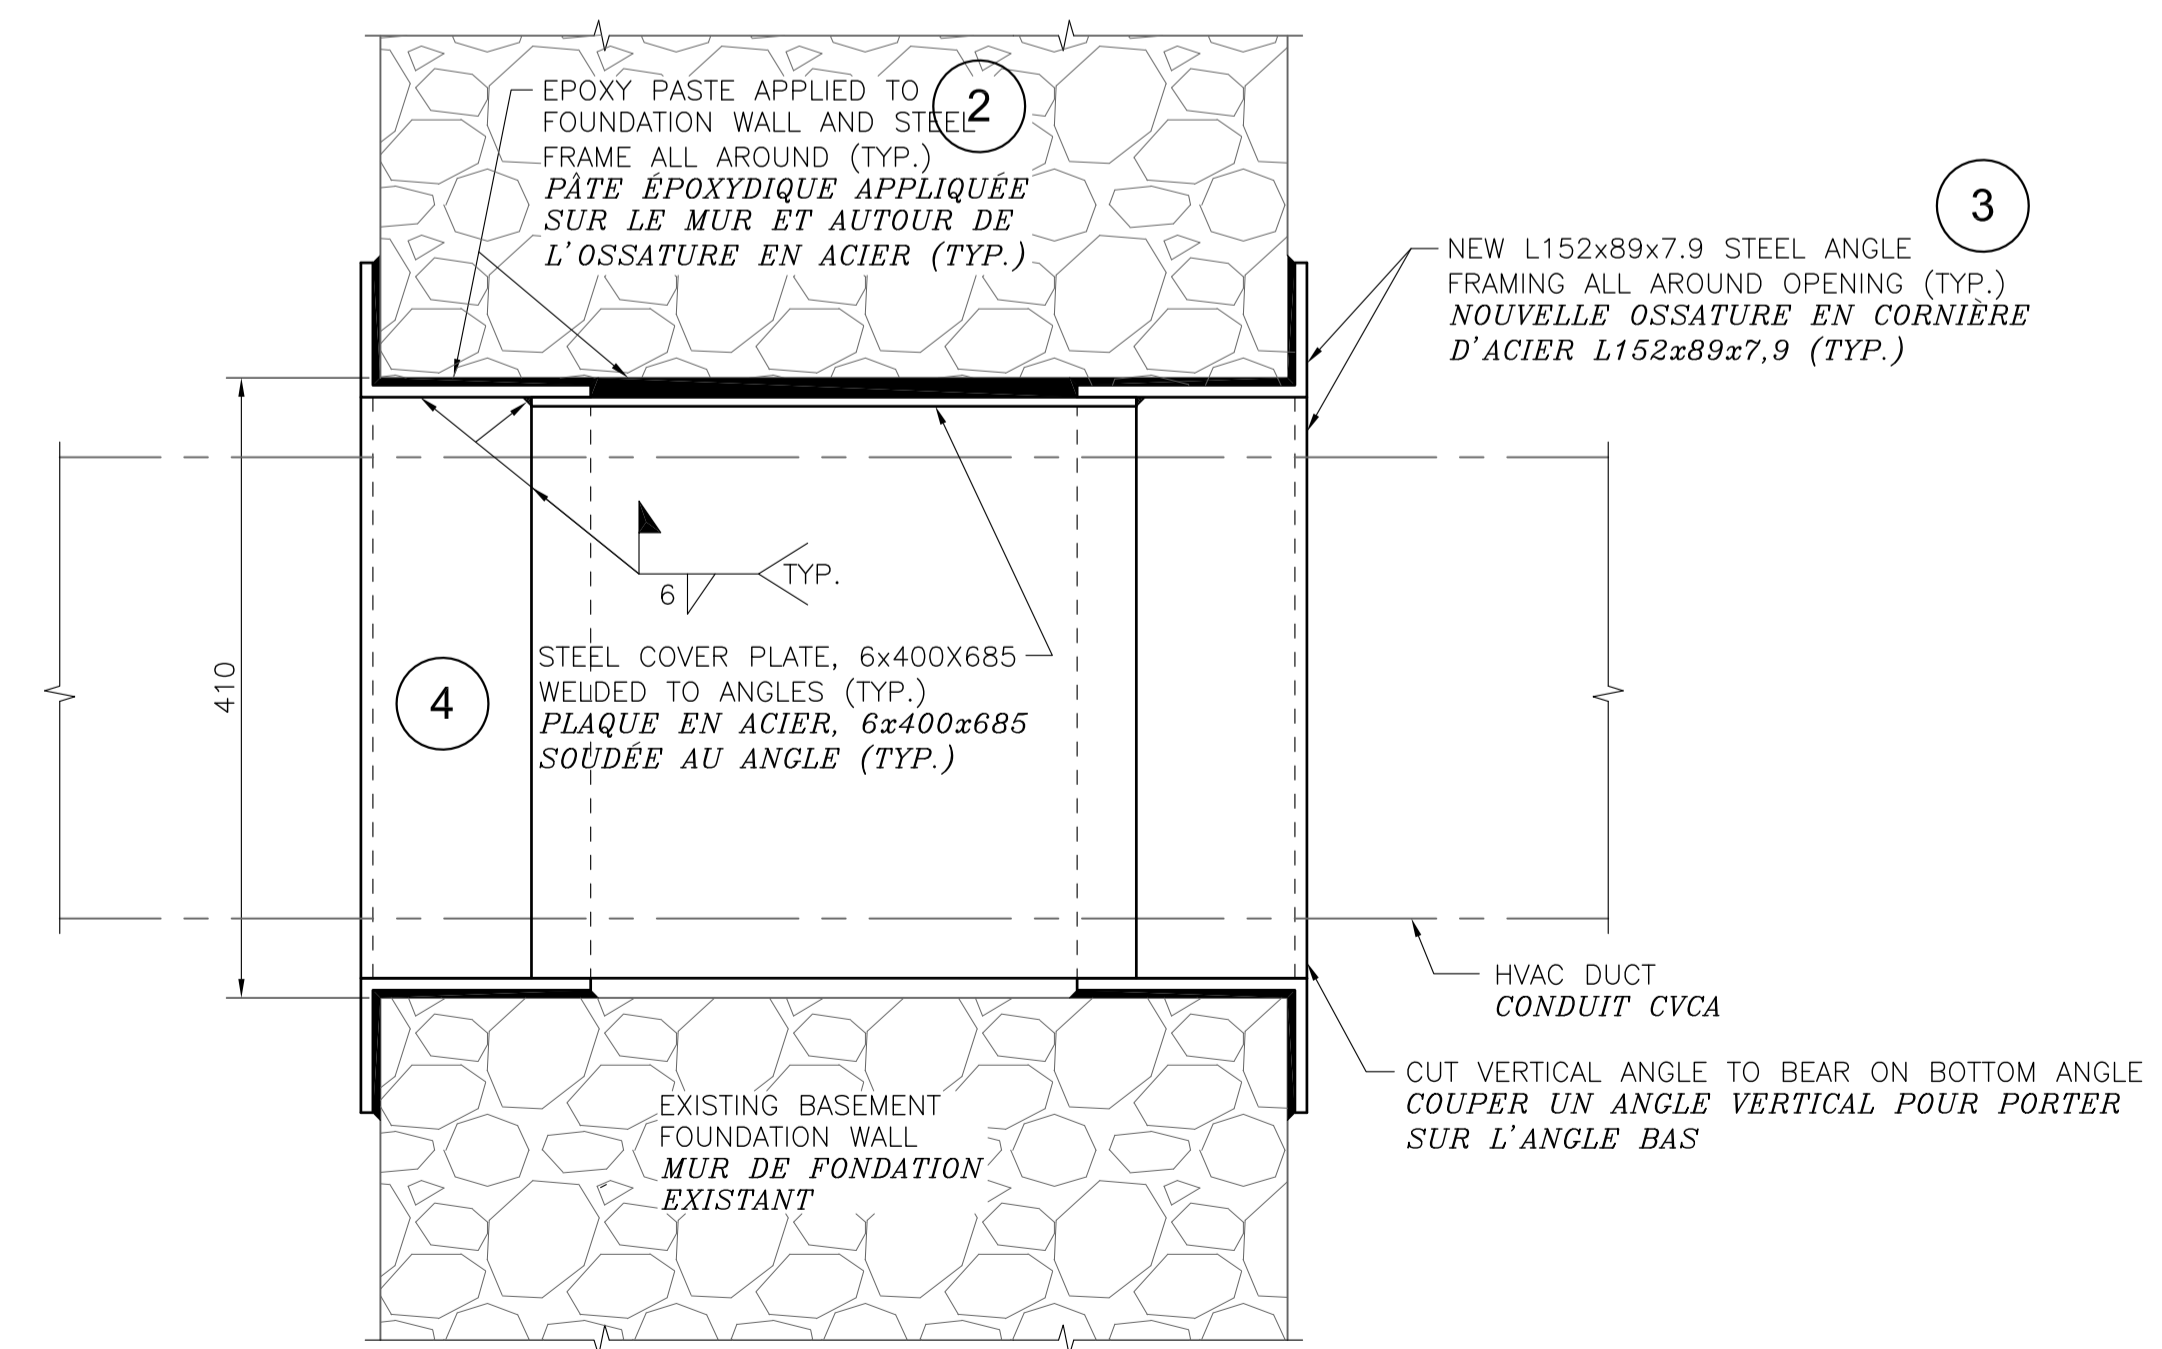 EPOXY PASTE APPLIED TO
FOUNDATION WALL AND STEEL
FRAME ALL AROUND (TYP.)
PÂTE ÉPOXYDIQUE APPLIQUÉE
SUR LE MUR ET AUTOUR DE
L'OSSATURE EN ACIER (TYP.)
2
3
NEW L152x89x7.9 STEEL ANGLE
FRAMING ALL AROUND OPENING (TYP.)
NOUVELLE OSSATURE EN CORNIÈRE
D'ACIER L152x89x7,9 (TYP.)
6
TYP.
410
4
STEEL COVER PLATE, 6x400X685
WELDED TO ANGLES (TYP.)
PLAQUE EN ACIER, 6x400x685
SOUDÉE AU ANGLE (TYP.)
HVAC DUCT
CONDUIT CVCA
CUT VERTICAL ANGLE TO BEAR ON BOTTOM ANGLE
COUPER UN ANGLE VERTICAL POUR PORTER
SUR L'ANGLE BAS
EXISTING BASEMENT
FOUNDATION WALL
MUR DE FONDATION
EXISTANT